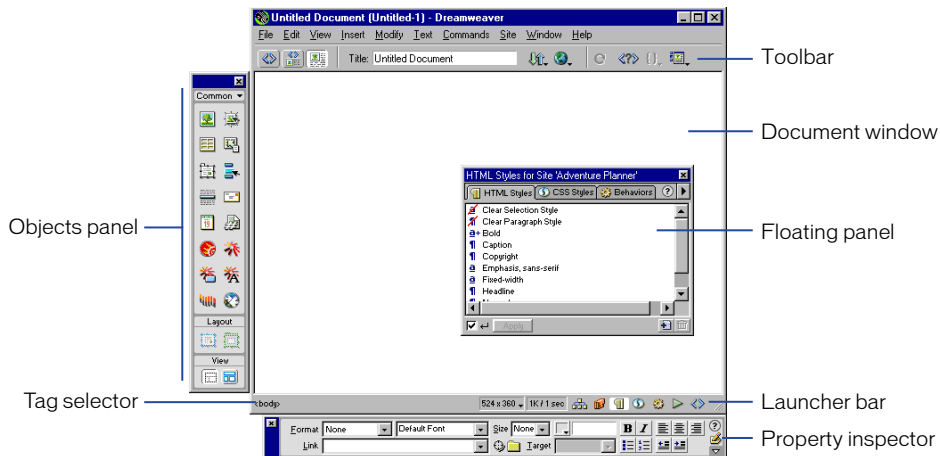 Untitled Document (Untitled-1) - Dreamweaver
File Edit View Insert Modify Text Commands Site Window Help
Title: Untitled Document
Toolbar
Common
Document window
HTML Styles for Site 'Adventure Planner'
HTML Styles CSS Styles Behaviors ?
Clear Selection Style
Clear Paragraph Style
Bold
Caption
Copyright
Emphasis, sans-serif
Fixed-width
Headline
Apply
Objects panel
Floating panel
Layout
View
Tag selector
<body>
524 x 360 1K / 1 sec
Launcher bar
Format None Default Font Size None B I ?
Link Target
Property inspector